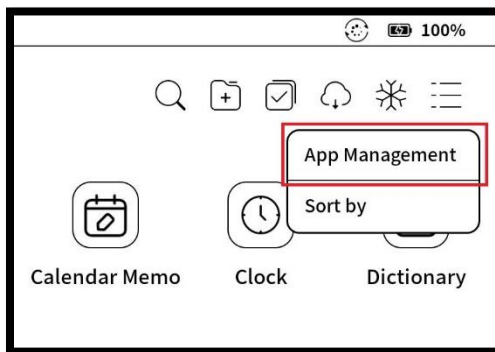 100%
App Management
Sort by
Calendar Memo
Clock
Dictionary